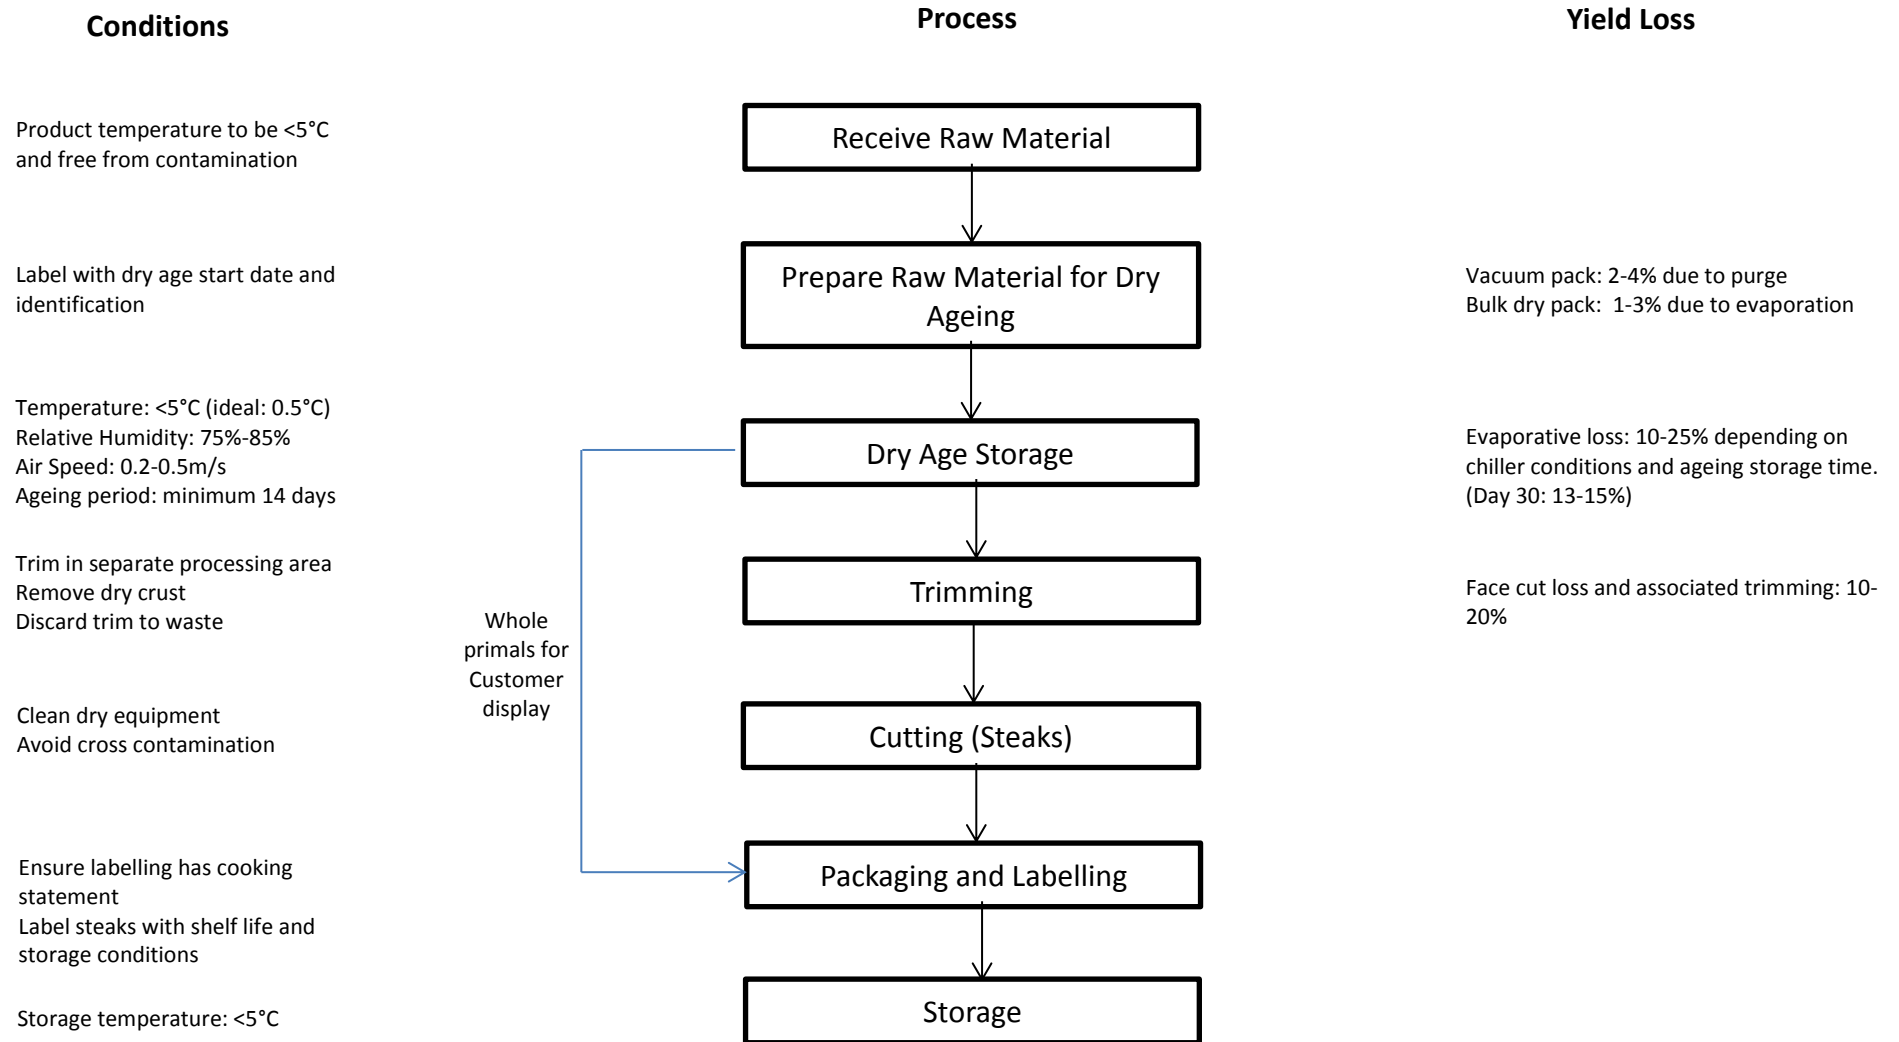 Conditions
Process
Yield Loss
Product temperature to be <5°C
and free from contamination
Receive Raw Material
Label with dry age start date and
identification
Prepare Raw Material for Dry
Ageing
Vacuum pack: 2-4% due to purge
Bulk dry pack:  1-3% due to evaporation
Temperature: <5°C (ideal: 0.5°C)
Relative Humidity: 75%-85%
Air Speed: 0.2-0.5m/s
Ageing period: minimum 14 days
Dry Age Storage
Evaporative loss: 10-25% depending on
chiller conditions and ageing storage time.
(Day 30: 13-15%)
Trim in separate processing area
Remove dry crust
Discard trim to waste
Whole
primals for
Customer
display
Trimming
Face cut loss and associated trimming: 10-
20%
Clean dry equipment
Avoid cross contamination
Cutting (Steaks)
Ensure labelling has cooking
statement
Label steaks with shelf life and
storage conditions
Packaging and Labelling
Storage temperature: <5°C
Storage